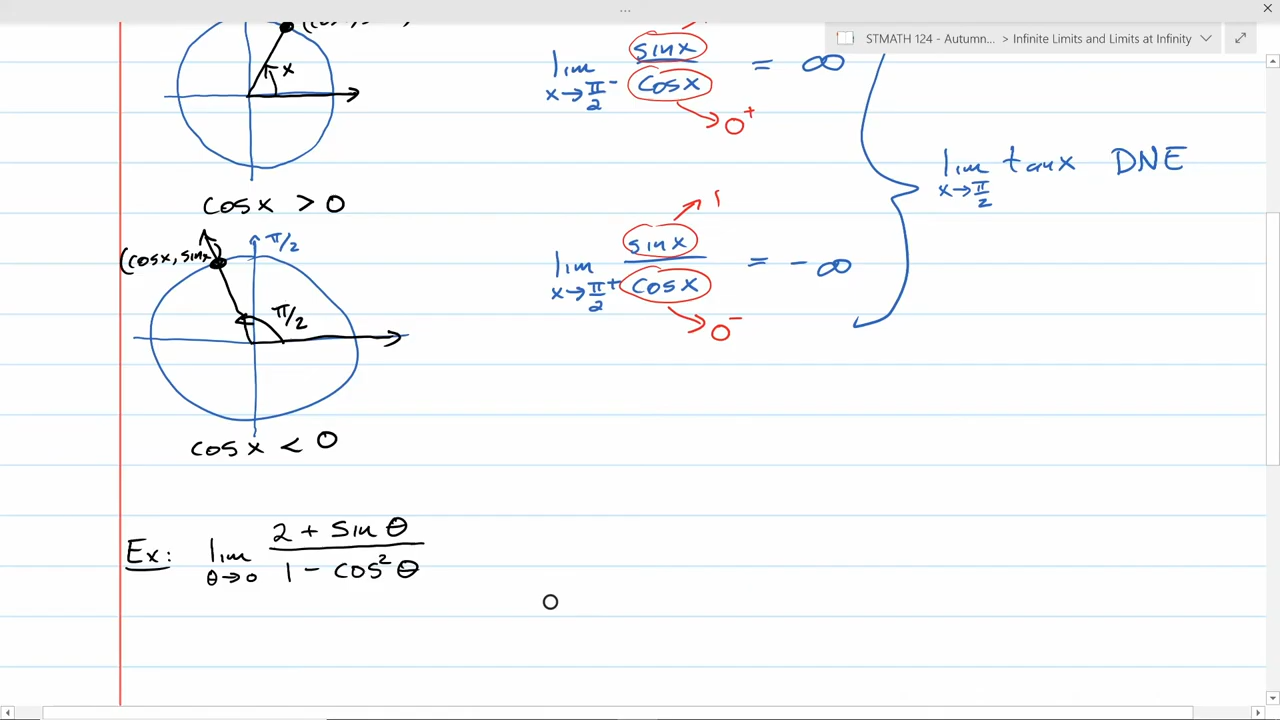 STMATH 124 - Autumn... > Infinite Limits and Limits at Infinity
x
cos x > 0
lim x→π/2⁻ sin x / cos x = ∞
0⁺
lim x→π/2 tan x DNE
(cos x, sin x)
π/2
π/2
cos x < 0
lim x→π/2⁺ sin x / cos x = -∞
1
0⁻
Ex: lim θ→0 2 + sin θ / 1 - cos² θ